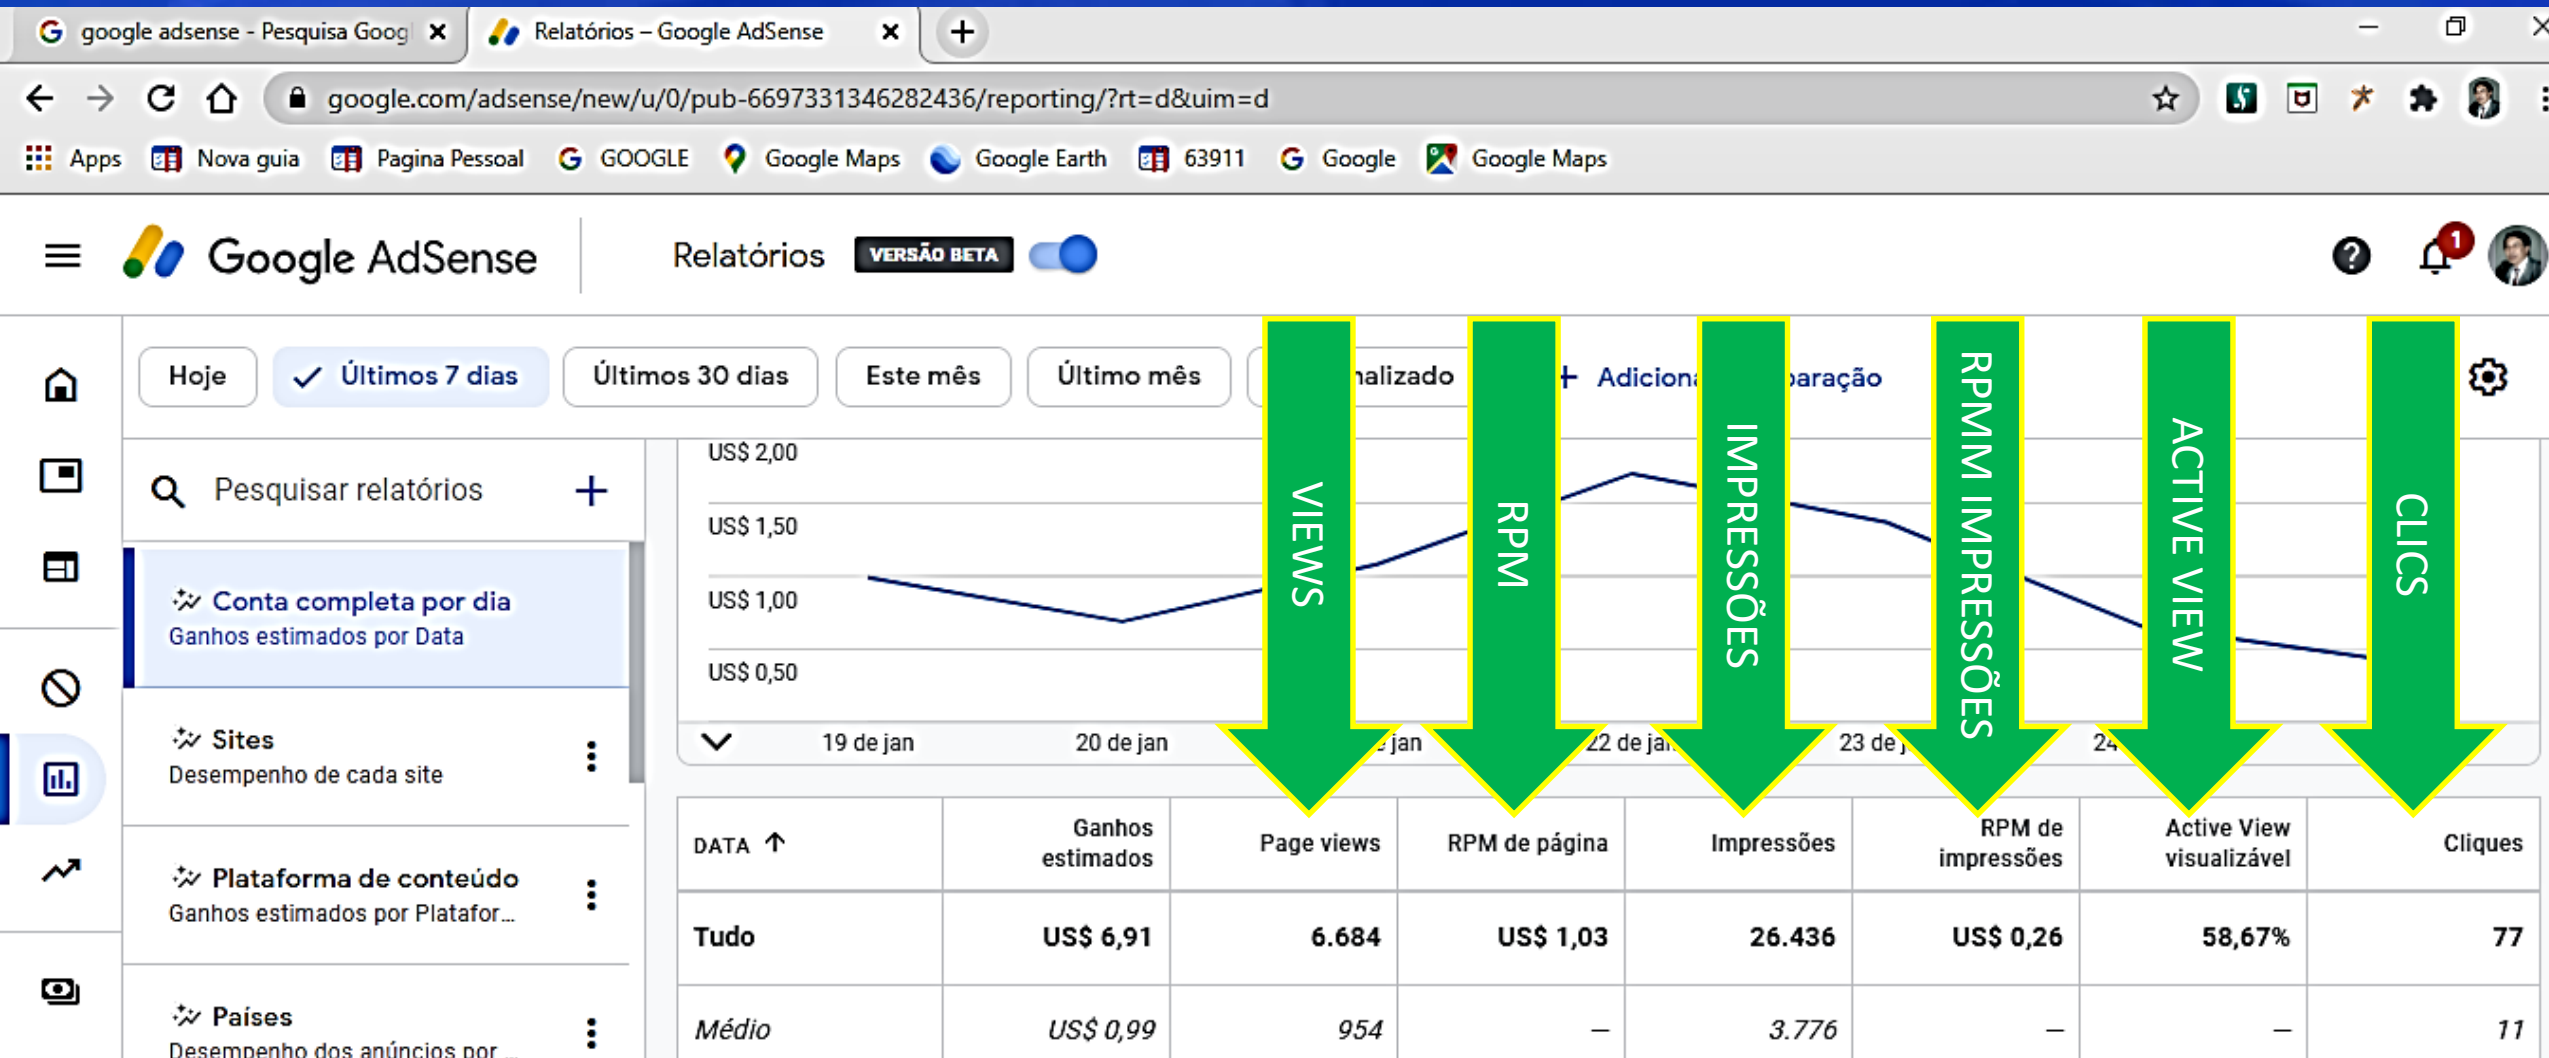 google adsense - Pesquisa Goog
Relatórios – Google AdSense
google.com/adsense/new/u/0/pub-6697331346282436/reporting/?rt=d&uim=d
Apps Nova guia Pagina Pessoal GOOGLE Google Maps Google Earth 63911 Google Google Maps
Google AdSense
Relatórios VERSÃO BETA
1
Hoje Últimos 7 dias Últimos 30 dias Este mês Último mês nalizado + Adiciona paração
Pesquisar relatórios
Conta completa por dia
Ganhos estimados por Data
Sites
Desempenho de cada site
Plataforma de conteúdo
Ganhos estimados por Platafor...
Países
Desempenho dos anúncios por ...
US$ 2,00
US$ 1,50
US$ 1,00
US$ 0,50
19 de jan 20 de jan jan 22 de jan 23 de j 24
VIEWS
RPM
IMPRESSÕES
RPMM IMPRESSÕES
ACTIVE VIEW
CLICS
DATA Ganhos estimados Page views RPM de página Impressões RPM de impressões Active View visualizável Cliques
Tudo US$ 6,91 6.684 US$ 1,03 26.436 US$ 0,26 58,67% 77
Médio US$ 0,99 954 — 3.776 — — 11